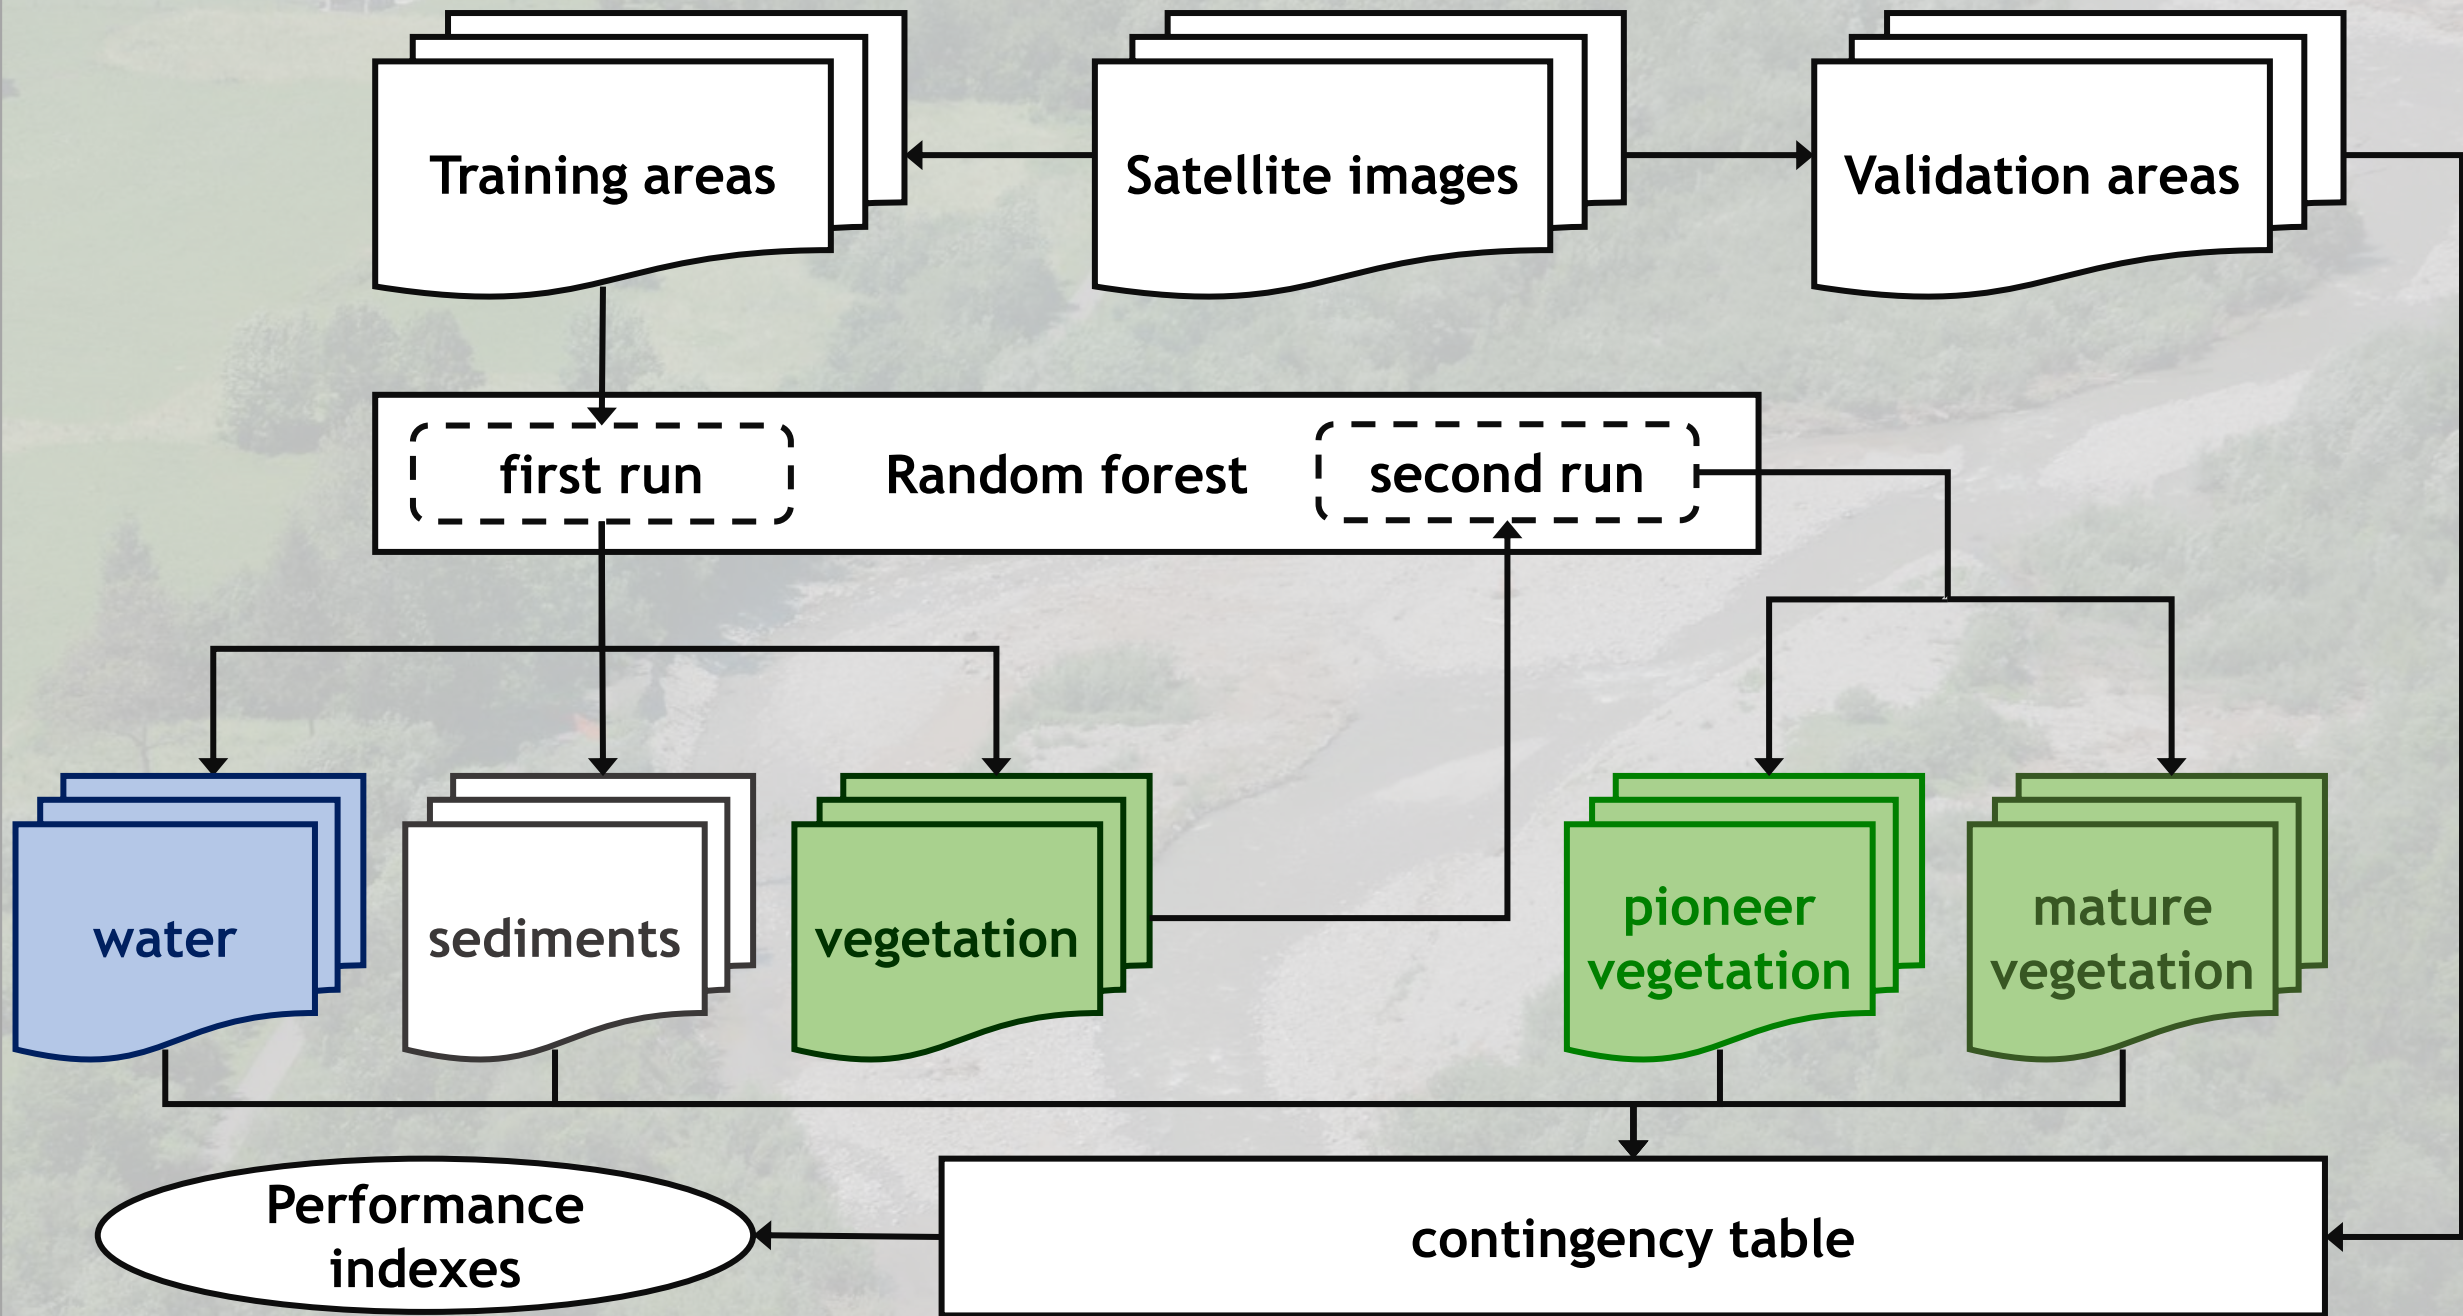 Training areas
Satellite images
Validation areas
first run
Random forest
second run
water
sediments
vegetation
pioneer
vegetation
mature
vegetation
Performance
indexes
contingency table